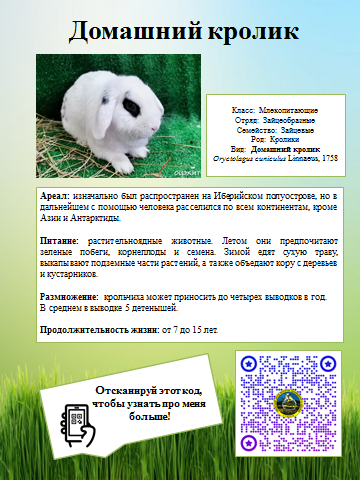 Домашний кролик
Класс: Млекопитающие
Отряд: Зайцеобразные
Семейство: Зайцевые
Род: Кролики
Вид: Домашний кролик
Oryctolagus cuniculus Linnaeus, 1758
Ареал: изначально был распространен на Иберийском полуострове, но в
дальнейшем с помощью человека расселился по всем континентам, кроме
Азии и Антарктиды.
Питание: растительноядные животные. Летом они предпочитают
зеленые побеги, корнеплоды и семена. Зимой едят сухую траву,
выкапывают подземные части растений, а также объедают кору с деревьев
и кустарников.
Размножение: крольчиха может приносить до четырех выводков в год.
В среднем в выводке 5 детенышей.
Продолжительность жизни: от 7 до 15 лет.
Отсканируй этот код,
чтобы узнать про меня
больше!